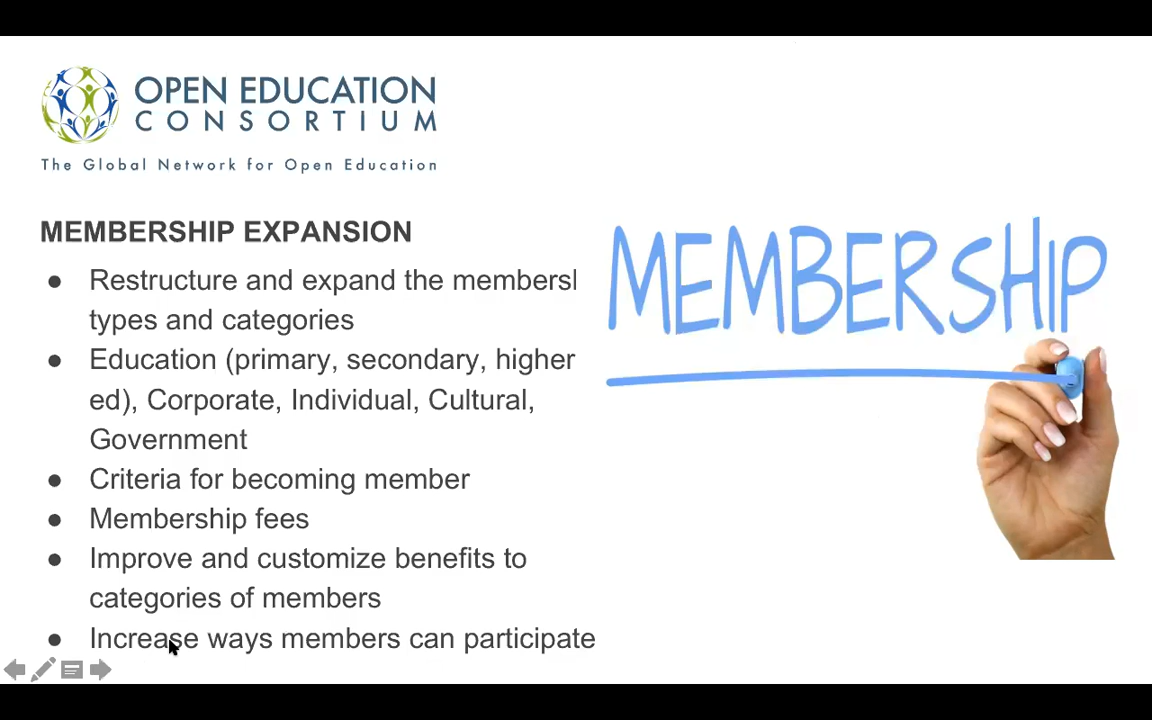 OPEN EDUCATION
CONSORTIUM
The Global Network for Open Education
MEMBERSHIP EXPANSION
● Restructure and expand the
types and categories
● Education (primary, secondary, higher
ed), Corporate, Individual, Cultural,
Government
● Criteria for becoming member
● Membership fees
● Improve and customize benefits to
categories of members
● Increase ways members can participate
MEMBERSHIP